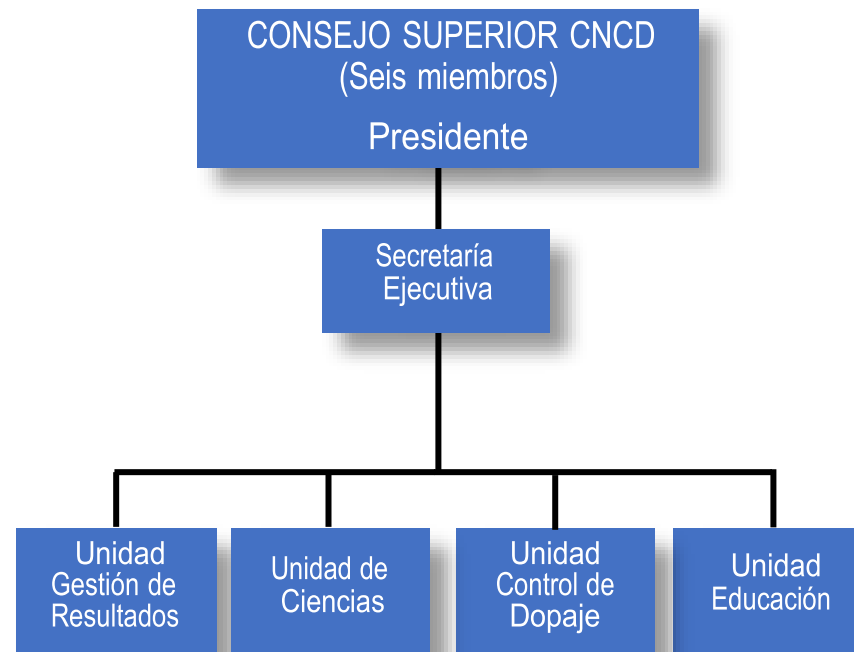 CONSEJO SUPERIOR CNCD
(Seis miembros)
Presidente
Secretaría
Ejecutiva
Unidad
Gestión de
Resultados
Unidad de
Ciencias
Unidad
Control de
Dopaje
Unidad
Educación